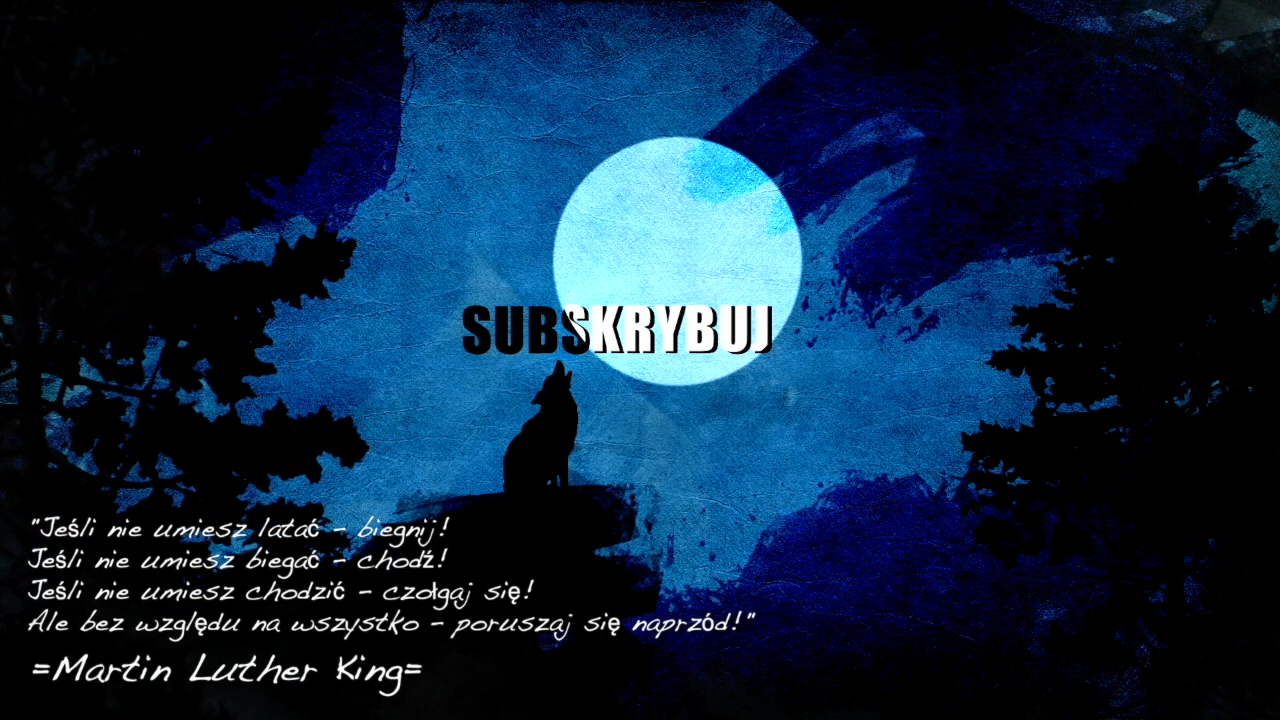 SUBSKRYBUJ
"Jeśli nie umiesz latać - biegnij!
Jeśli nie umiesz biegać - chodź!
Jeśli nie umiesz chodzić - czołgaj się!
Ale bez względu na wszystko - poruszaj się naprzód!"
=Martin Luther King=